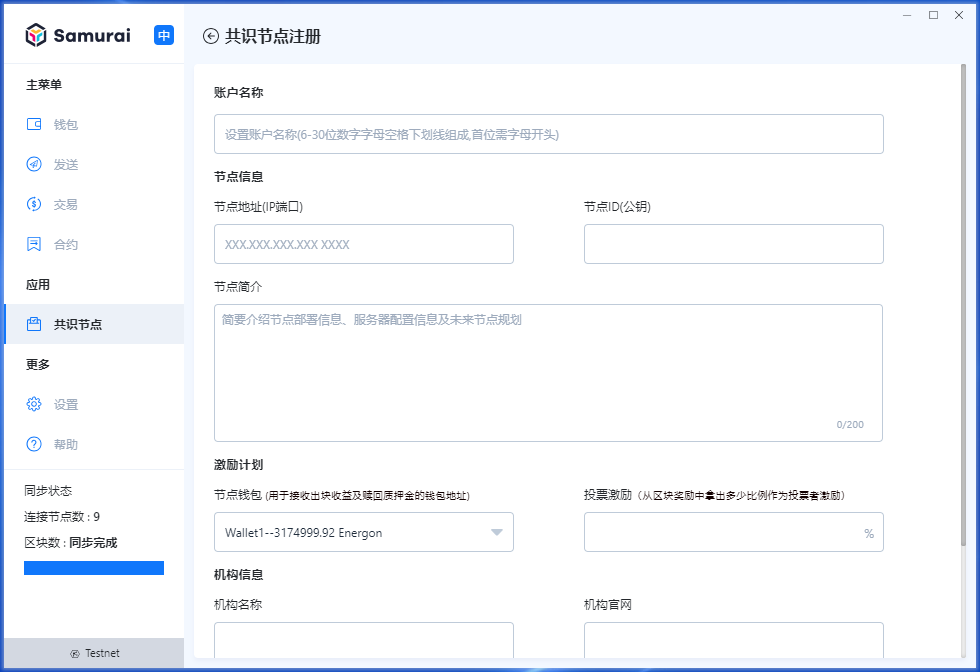 Samurai
中
共识节点注册
主菜单
钱包
发送
交易
合约
应用
共识节点
更多
设置
帮助
同步状态
连接节点数 : 9
区块数 : 同步完成
Testnet
账户名称
设置账户名称(6-30位数字字母空格下划线组成,首位需字母开头)
节点信息
节点地址(IP端口)
节点ID(公钥)
XXX.XXX.XXX.XXX XXXX
节点简介
简要介绍节点部署信息、服务器配置信息及未来节点规划
0/200
激励计划
节点钱包 (用于接收出块收益及赎回质押金的钱包地址)
投票激励（从区块奖励中拿出多少比例作为投票者激励）
Wallet1--3174999.92 Energon
%
机构信息
机构名称
机构官网